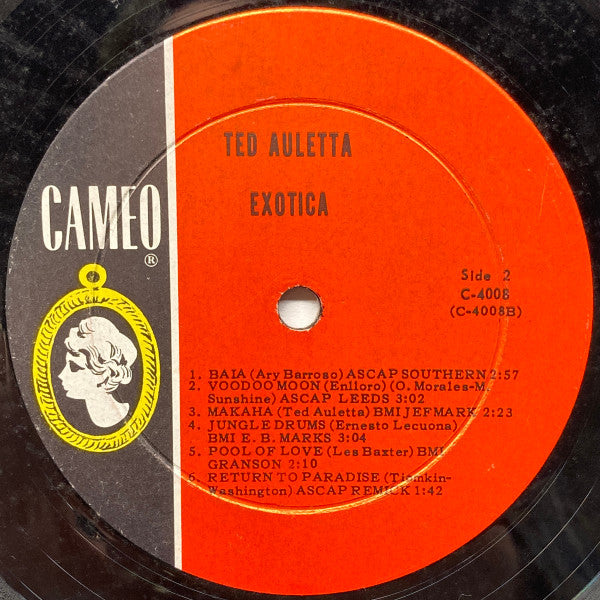 TED AULETTA
EXOTICA
CAMEO
®
Side 2
C-4008
(C-4008B)
1. BAIA (Ary Barroso) ASCAP SOUTHERN 2:57
2. VOODOO MOON (Enlloro) (O. Morales-M.
Sunshine) ASCAP LEEDS 3:02
3. MAKAHA (Ted Auletta) BMI JEFMARK 2:23
4. JUNGLE DRUMS (Ernesto Lecuona)
BMI E. B. MARKS 3:04
5. POOL OF LOVE (Les Baxter) BMI
GRANSON 2:10
6. RETURN TO PARADISE (Tiomkin-
Washington) ASCAP REMICK 1:42